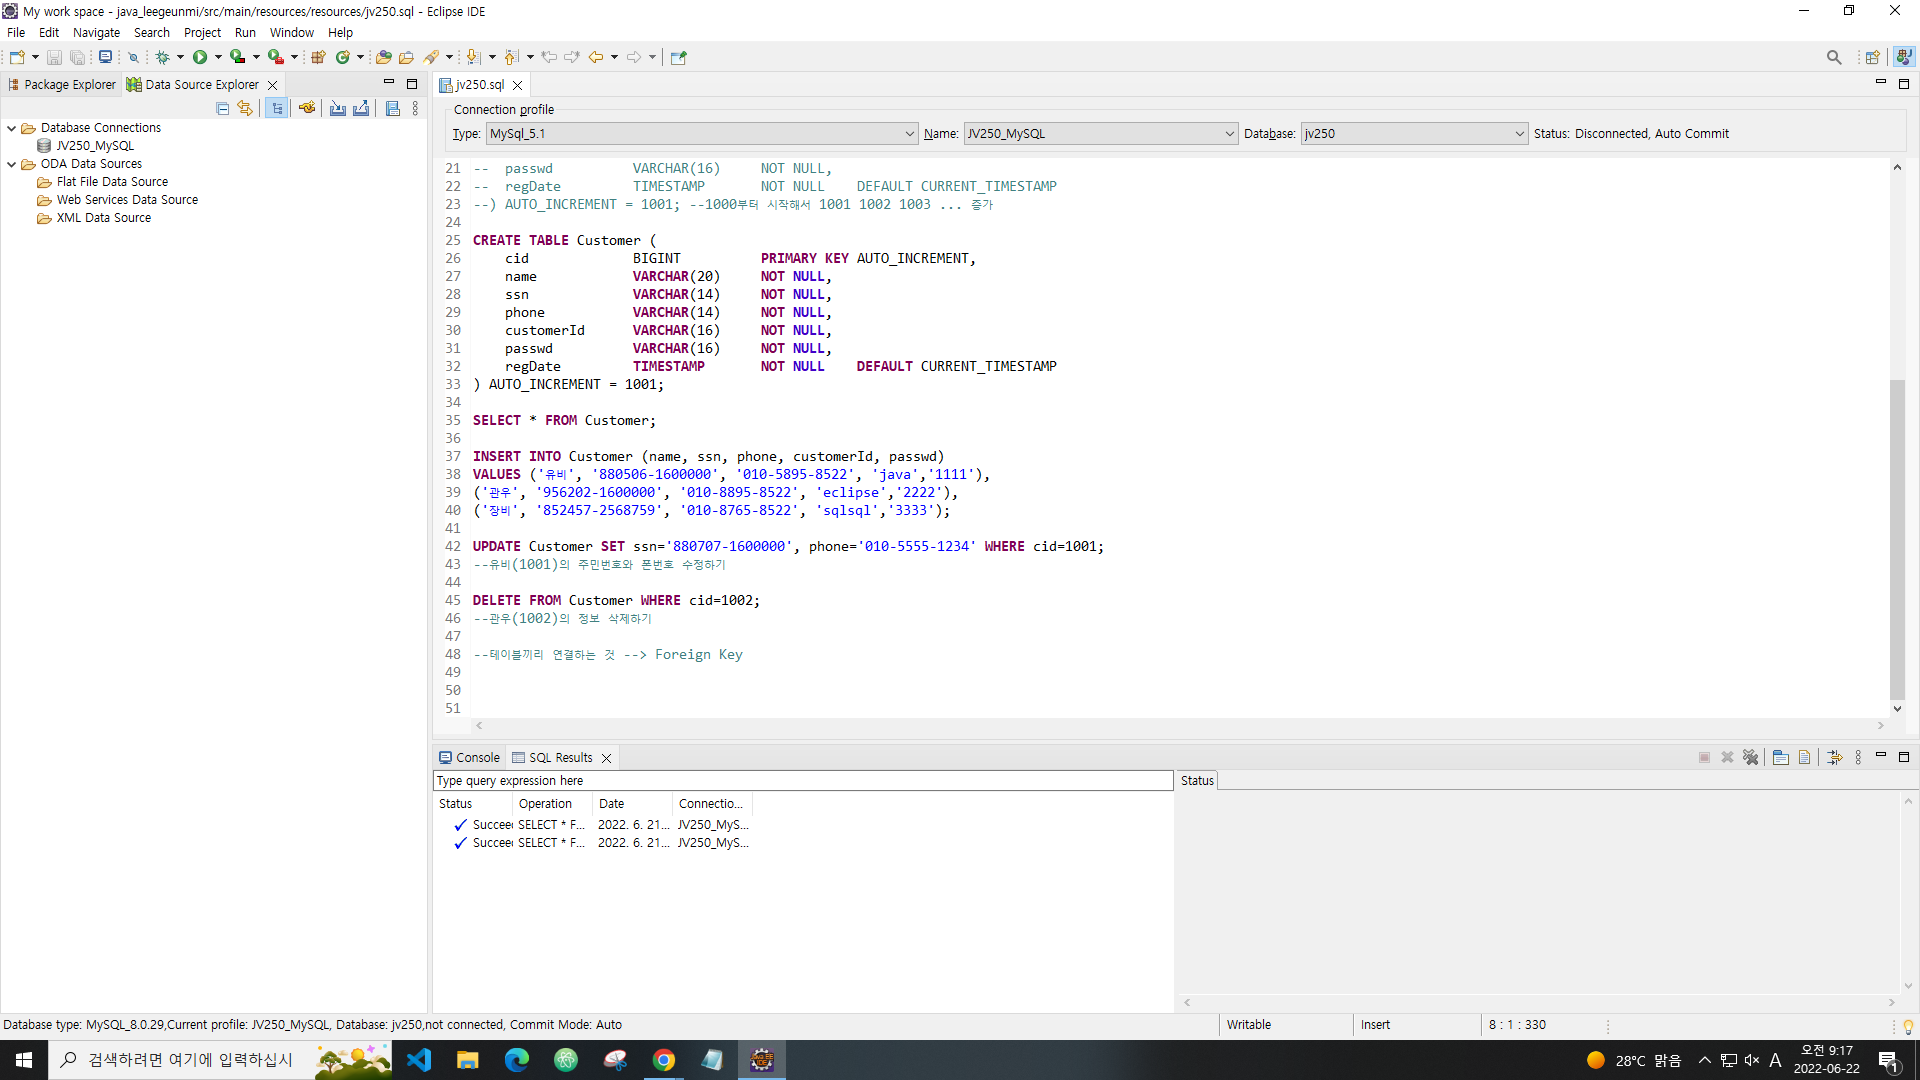 My work space - java_leegeunmi/src/main/resources/resources/jv250.sql - Eclipse IDE
File Edit Navigate Search Project Run Window Help
Package Explorer Data Source Explorer
Database Connections
JV250_MySQL
ODA Data Sources
Flat File Data Source
Web Services Data Source
XML Data Source
jv250.sql
Connection profile
Type: MySql_5.1 Name: JV250_MySQL Database: jv250 Status: Disconnected, Auto Commit
21 -- passwd VARCHAR(16) NOT NULL,
22 -- regDate TIMESTAMP NOT NULL DEFAULT CURRENT_TIMESTAMP
23 --) AUTO_INCREMENT = 1001; --1000부터 시작해서 1001 1002 1003 ... 증가
24
25 CREATE TABLE Customer (
26 cid BIGINT PRIMARY KEY AUTO_INCREMENT,
27 name VARCHAR(20) NOT NULL,
28 ssn VARCHAR(14) NOT NULL,
29 phone VARCHAR(14) NOT NULL,
30 customerId VARCHAR(16) NOT NULL,
31 passwd VARCHAR(16) NOT NULL,
32 regDate TIMESTAMP NOT NULL DEFAULT CURRENT_TIMESTAMP
33 ) AUTO_INCREMENT = 1001;
34
35 SELECT * FROM Customer;
36
37 INSERT INTO Customer (name, ssn, phone, customerId, passwd)
38 VALUES ('유비', '880506-1600000', '010-5895-8522', 'java','1111'),
39 ('관우', '956202-1600000', '010-8895-8522', 'eclipse','2222'),
40 ('장비', '852457-2568759', '010-8765-8522', 'sqlsql','3333');
41
42 UPDATE Customer SET ssn='880707-1600000', phone='010-5555-1234' WHERE cid=1001;
43 --유비(1001)의 주민번호와 폰번호 수정하기
44
45 DELETE FROM Customer WHERE cid=1002;
46 --관우(1002)의 정보 삭제하기
47
48 --테이블끼리 연결하는 것 --> Foreign Key
49
50
51
Console SQL Results
Type query expression here
Status
Status Operation Date Connectio...
Succee SELECT * F... 2022. 6. 21... JV250_MyS...
Succee SELECT * F... 2022. 6. 21... JV250_MyS...
Database type: MySQL_8.0.29,Current profile: JV250_MySQL, Database: jv250,not connected, Commit Mode: Auto
Writable Insert 8 : 1 : 330
검색하려면 여기에 입력하십시
28°C 맑음 A 오전 9:17
2022-06-22
1